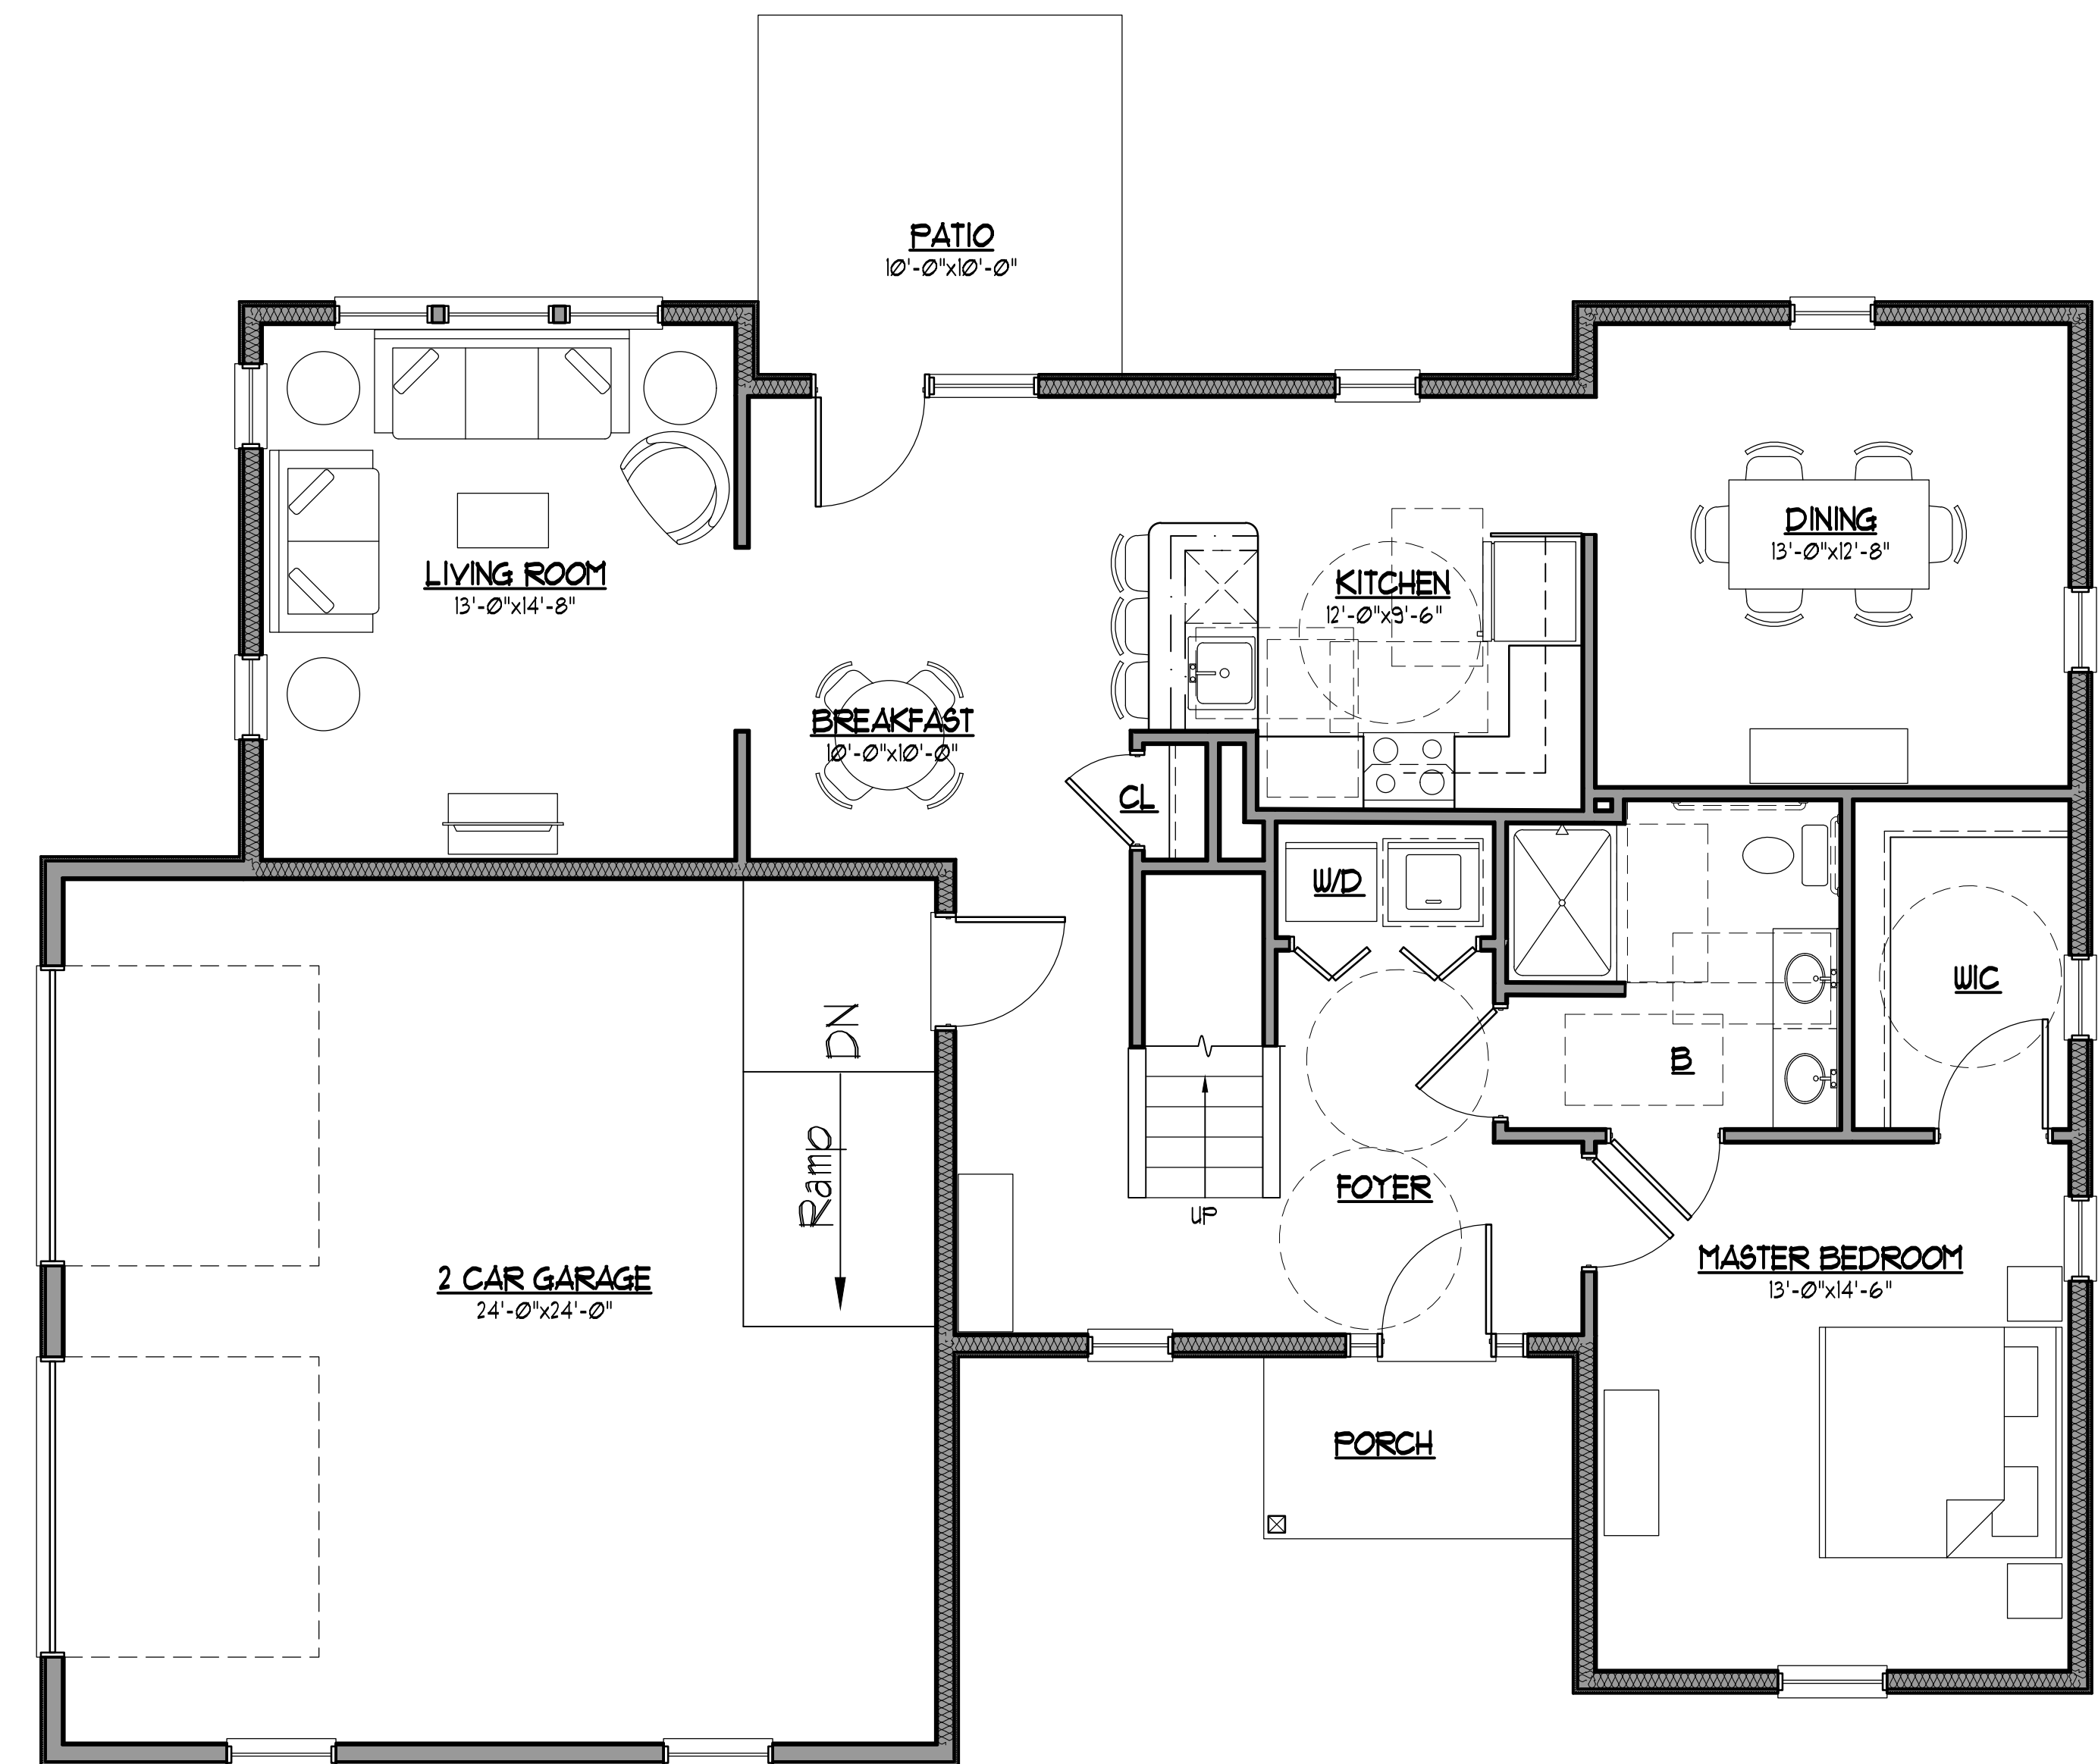 PATIO
10'-0"x10'-0"
LIVING ROOM
13'-0"x14'-8"
KITCHEN
12'-0"x9'-6"
DINING
13'-0"x12'-8"
BREAKFAST
10'-0"x10'-0"
CL
W/D
WIC
DN
B
Ramp
FOYER
UP
2 CAR GARAGE
24'-0"x24'-0"
MASTER BEDROOM
13'-0"x14'-6"
PORCH